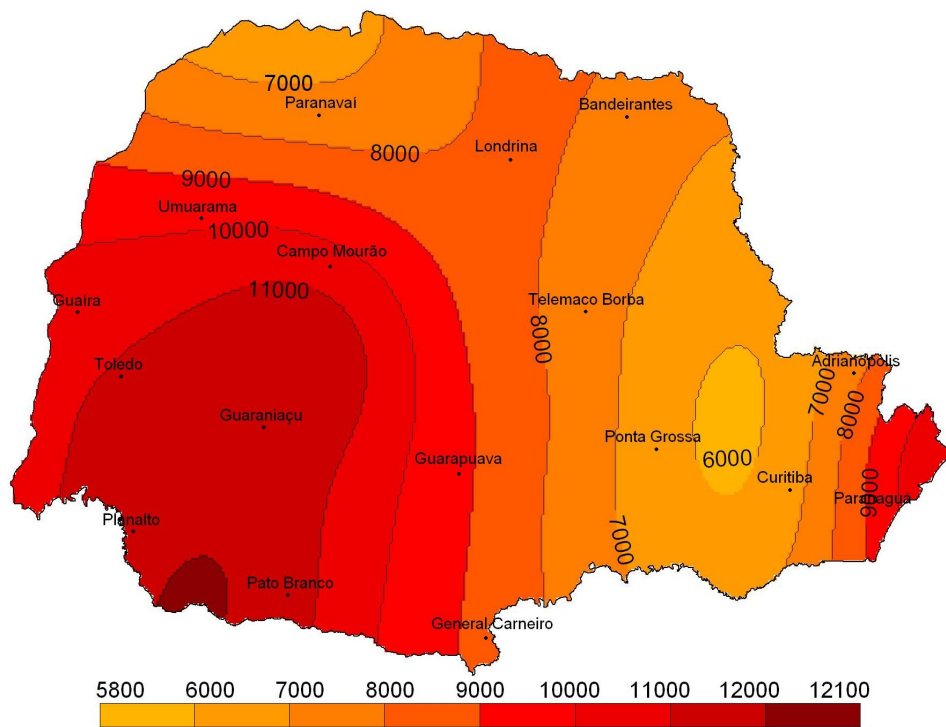 7000
Paranavaí
Bandeirantes
8000
Londrina
9000
Umuarama
10000
Campo Mourão
11000
Guaira
Telemaco Borba
8000
Toledo
Adrianópolis
7000
8000
Guaraniaçu
Ponta Grossa
Guarapuava
6000
Curitiba
Paranagua
9000
Planalto
7000
Pato Branco
General Carneiro
5800 6000 7000 8000 9000 10000 11000 12000 12100